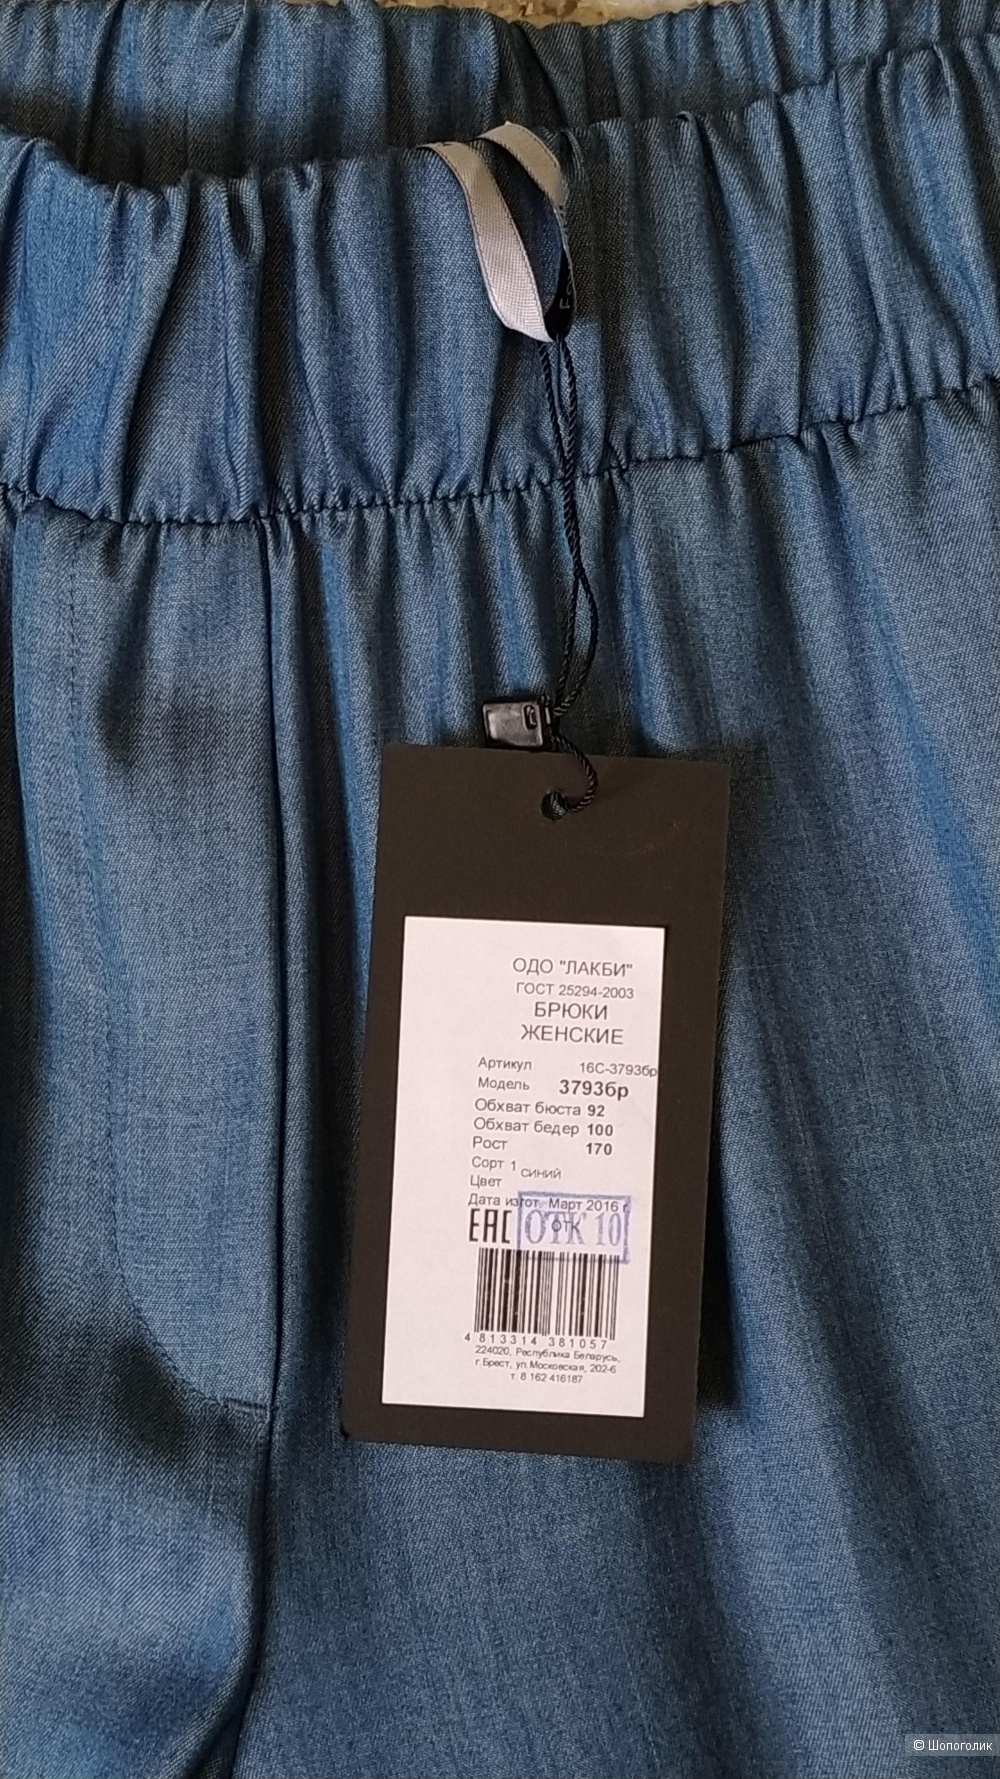 ОДО "ЛАКБИ"
ГОСТ 25294-2003
БРЮКИ
ЖЕНСКИЕ
Артикул 16С-3793бр
Модель 3793бр
Обхват бюста 92
Обхват бедер 100
Рост 170
Сорт 1
Цвет синий
Дата изгот. Март 2016 г.
ЕАС ОТК 10
ОТК
4 813314 381057
224020, Республика Беларусь,
г.Брест, ул.Московская, 202-6
т. 8 162 416187
© Шопоголик